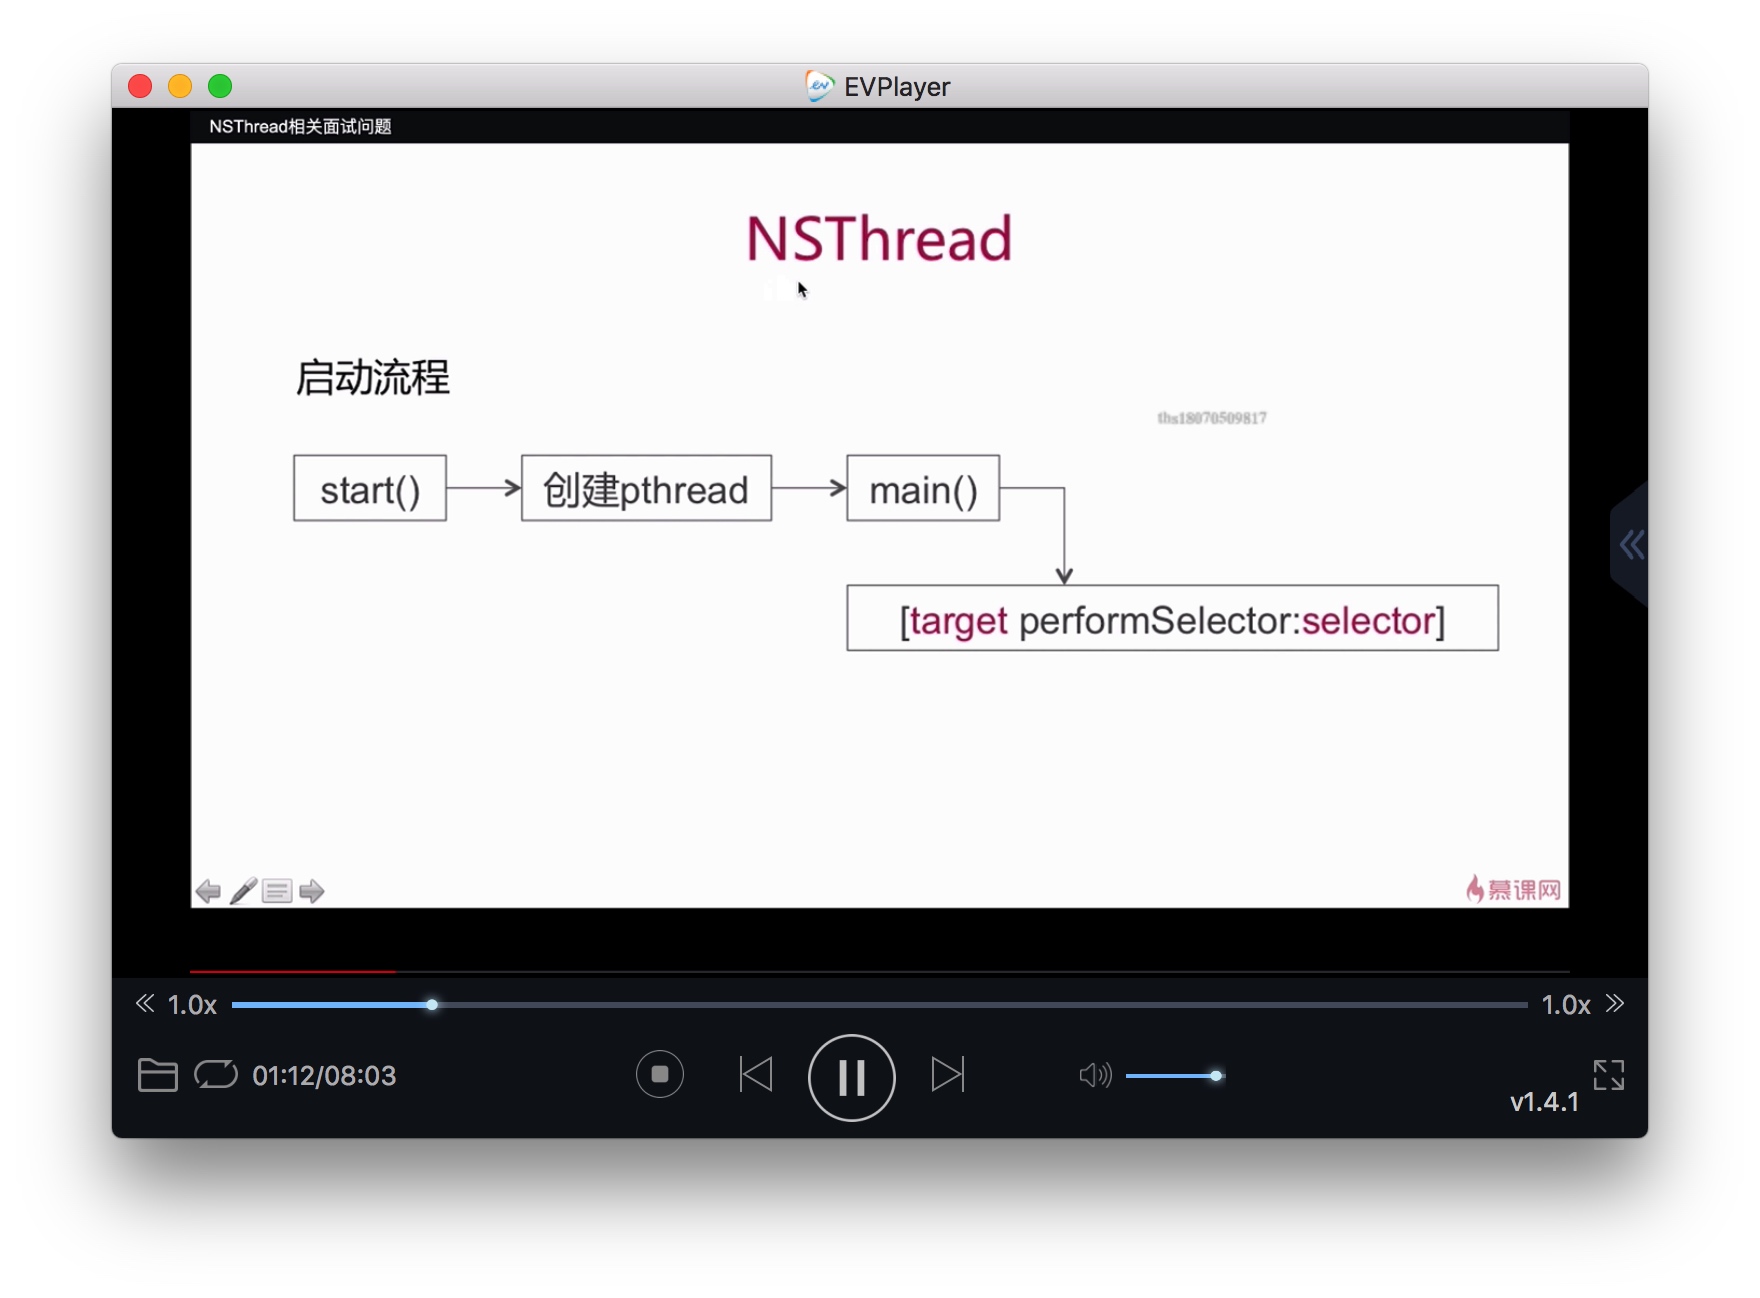 EVPlayer
NSThread相关面试问题
NSThread
启动流程
ths18070509817
start()
创建pthread
main()
[target performSelector:selector]
慕课网
1.0x
1.0x
01:12/08:03
v1.4.1